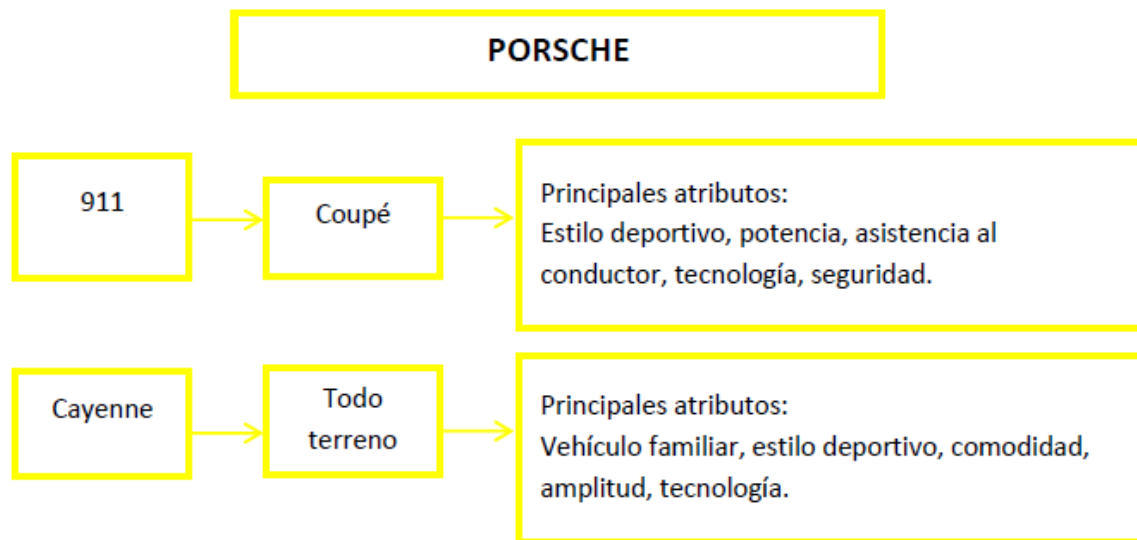 PORSCHE
911
Coupé
Principales atributos:
Estilo deportivo, potencia, asistencia al
conductor, tecnología, seguridad.
Cayenne
Todo
terreno
Principales atributos:
Vehículo familiar, estilo deportivo, comodidad,
amplitud, tecnología.